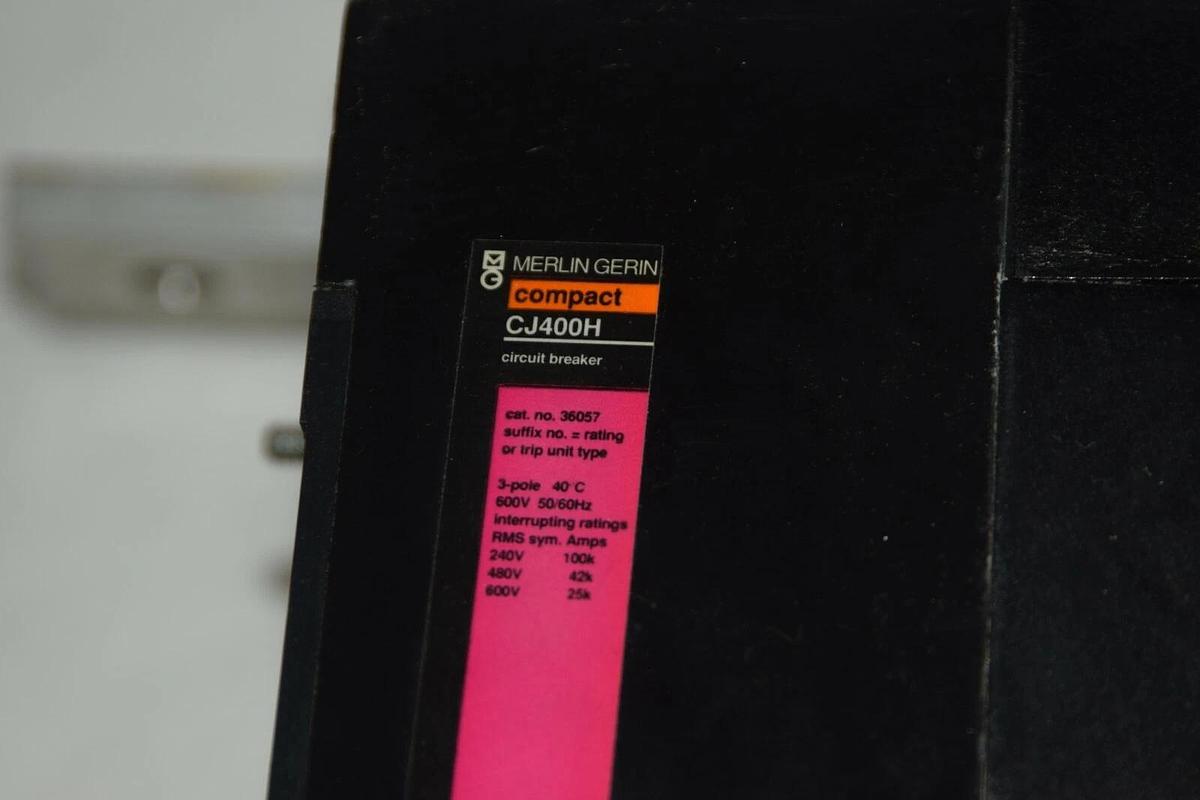 MG MERLIN GERIN
compact
CJ400H
circuit breaker
cat. no. 36057
suffix no. = rating
or trip unit type
3-pole 40°C
600V 50/60Hz
interrupting ratings
RMS sym. Amps
240V 100k
480V 42k
600V 25k